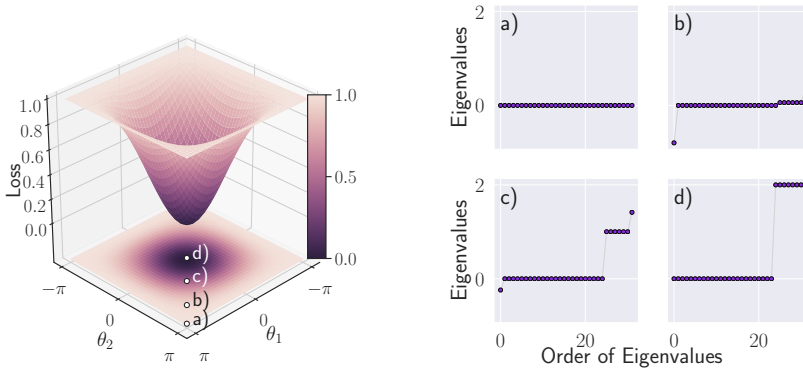 1.0
0.8
0.6
0.4
0.2
0.0
Loss
−π
0
π
θ₂
−π
0
π
θ₁
1.0
0.5
0.0
d)
c)
b)
a)
a)
2
0
Eigenvalues
b)
c)
2
0
Eigenvalues
0
20
d)
0
20
Order of Eigenvalues